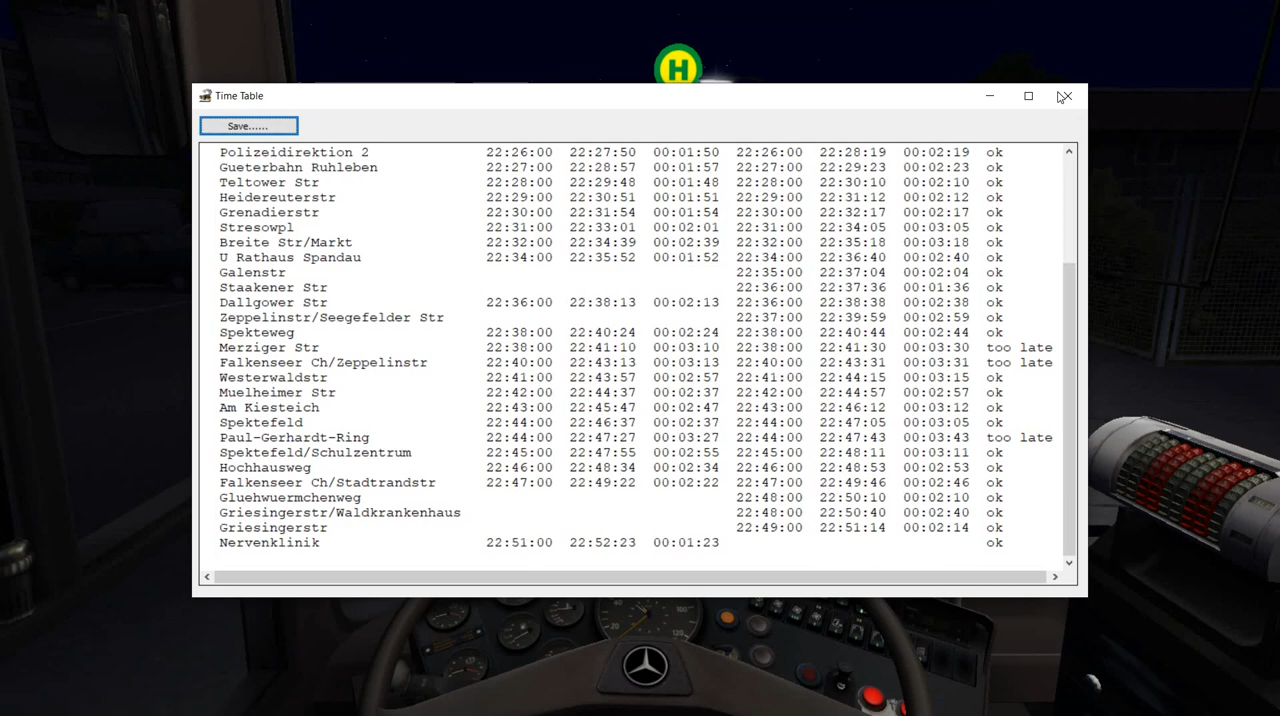 H
Time Table
Save......
Polizeidirektion 2 22:26:00 22:27:50 00:01:50 22:26:00 22:28:19 00:02:19 ok
Gueterbahn Ruhleben 22:27:00 22:28:57 00:01:57 22:27:00 22:29:23 00:02:23 ok
Teltower Str 22:28:00 22:29:48 00:01:48 22:28:00 22:30:10 00:02:10 ok
Heidereuterstr 22:29:00 22:30:51 00:01:51 22:29:00 22:31:12 00:02:12 ok
Grenadierstr 22:30:00 22:31:54 00:01:54 22:30:00 22:32:17 00:02:17 ok
Stresowpl 22:31:00 22:33:01 00:02:01 22:31:00 22:34:05 00:03:05 ok
Breite Str/Markt 22:32:00 22:34:39 00:02:39 22:32:00 22:35:18 00:03:18 ok
U Rathaus Spandau 22:34:00 22:35:52 00:01:52 22:34:00 22:36:40 00:02:40 ok
Galenstr 22:35:00 22:37:04 00:02:04 ok
Staakener Str 22:36:00 22:37:36 00:01:36 ok
Dallgower Str 22:36:00 22:38:13 00:02:13 22:36:00 22:38:38 00:02:38 ok
Zeppelinstr/Seegefelder Str 22:37:00 22:39:59 00:02:59 ok
Spekteweg 22:38:00 22:40:24 00:02:24 22:38:00 22:40:44 00:02:44 ok
Merziger Str 22:38:00 22:41:10 00:03:10 22:38:00 22:41:30 00:03:30 too late
Falkenseer Ch/Zeppelinstr 22:40:00 22:43:13 00:03:13 22:40:00 22:43:31 00:03:31 too late
Westerwaldstr 22:41:00 22:43:57 00:02:57 22:41:00 22:44:15 00:03:15 ok
Muelheimer Str 22:42:00 22:44:37 00:02:37 22:42:00 22:44:57 00:02:57 ok
Am Kiesteich 22:43:00 22:45:47 00:02:47 22:43:00 22:46:12 00:03:12 ok
Spektefeld 22:44:00 22:46:37 00:02:37 22:44:00 22:47:05 00:03:05 ok
Paul-Gerhardt-Ring 22:44:00 22:47:27 00:03:27 22:44:00 22:47:43 00:03:43 too late
Spektefeld/Schulzentrum 22:45:00 22:47:55 00:02:55 22:45:00 22:48:11 00:03:11 ok
Hochhausweg 22:46:00 22:48:34 00:02:34 22:46:00 22:48:53 00:02:53 ok
Falkenseer Ch/Stadtrandstr 22:47:00 22:49:22 00:02:22 22:47:00 22:49:46 00:02:46 ok
Gluehwuermchenweg 22:48:00 22:50:10 00:02:10 ok
Griesingerstr/Waldkrankenhaus 22:48:00 22:50:40 00:02:40 ok
Griesingerstr 22:49:00 22:51:14 00:02:14 ok
Nervenklinik 22:51:00 22:52:23 00:01:23 ok
20
100
120